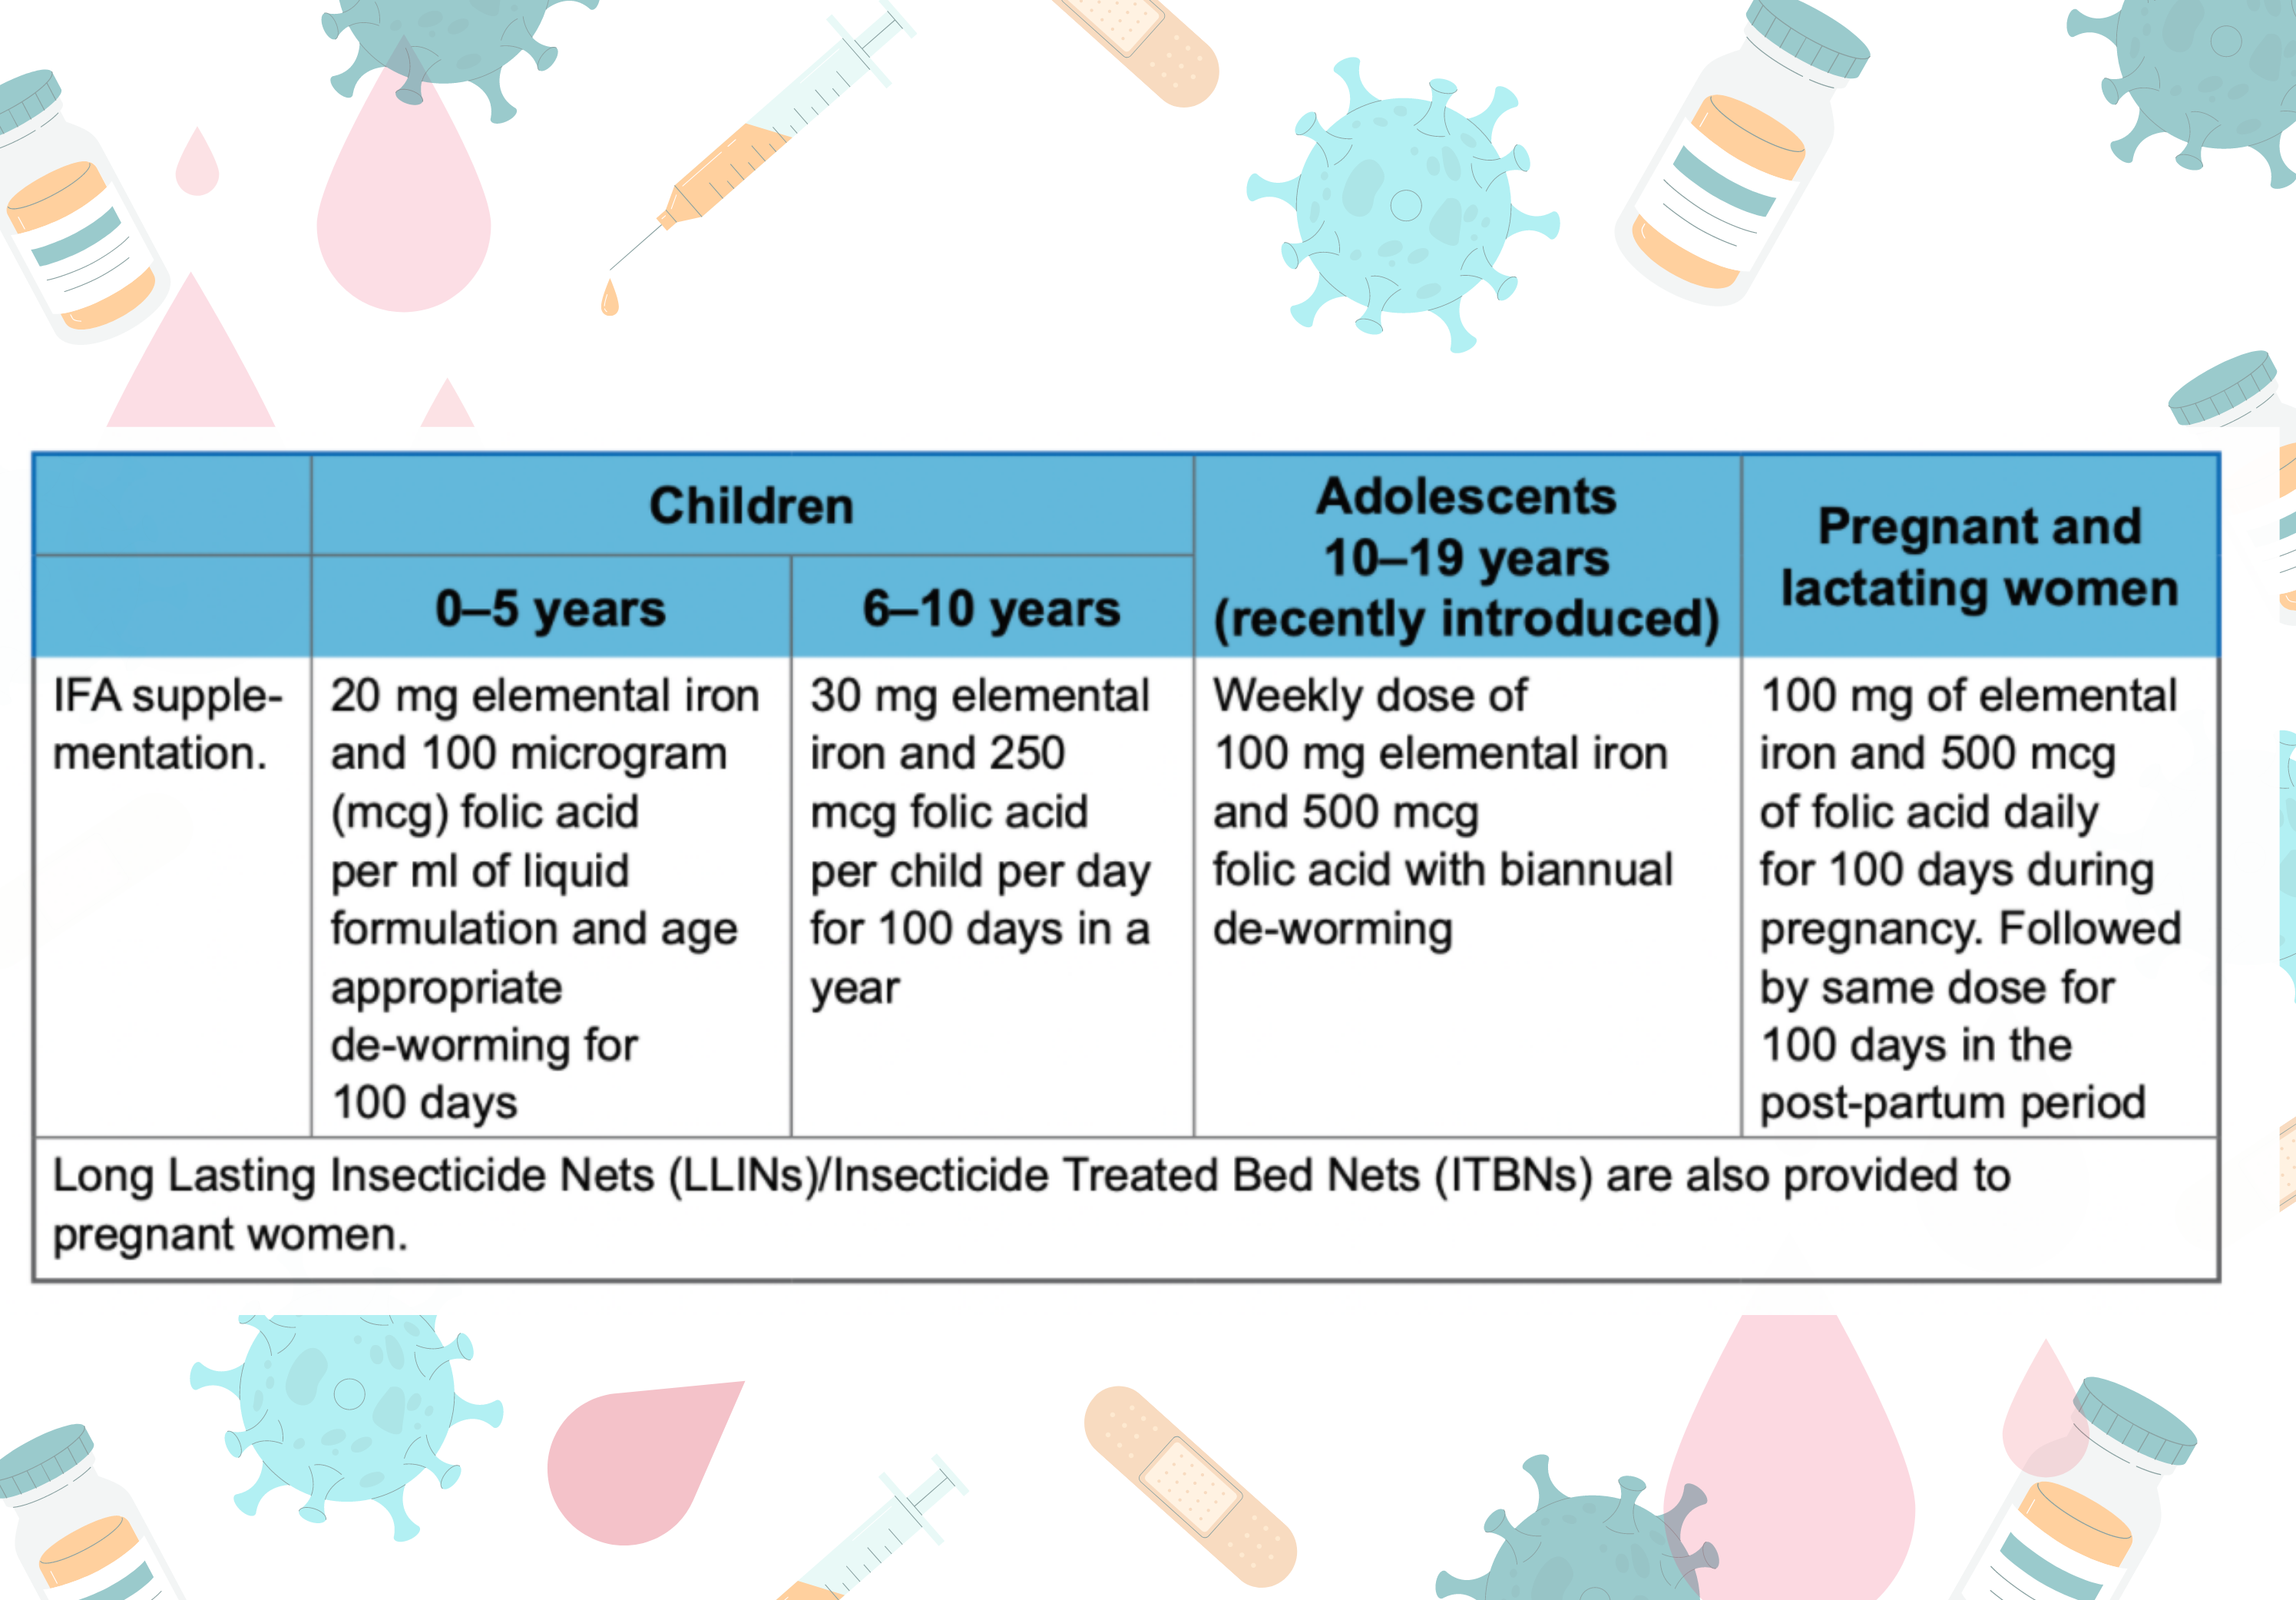 Children
Adolescents
10–19 years
(recently introduced)
Pregnant and
lactating women
0–5 years
6–10 years
IFA supple-
mentation.
20 mg elemental iron
and 100 microgram
(mcg) folic acid
per ml of liquid
formulation and age
appropriate
de-worming for
100 days
30 mg elemental
iron and 250
mcg folic acid
per child per day
for 100 days in a
year
Weekly dose of
100 mg elemental iron
and 500 mcg
folic acid with biannual
de-worming
100 mg of elemental
iron and 500 mcg
of folic acid daily
for 100 days during
pregnancy. Followed
by same dose for
100 days in the
post-partum period
Long Lasting Insecticide Nets (LLINs)/Insecticide Treated Bed Nets (ITBNs) are also provided to
pregnant women.